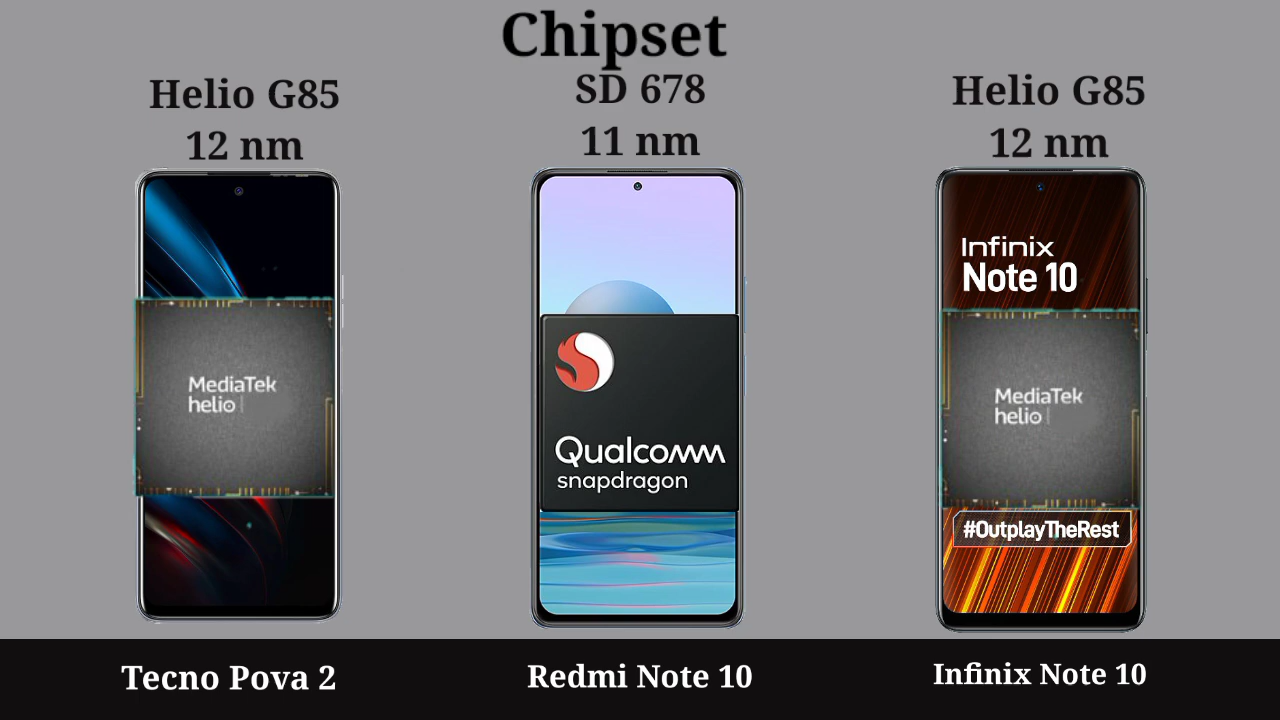 Chipset
Helio G85
12 nm
SD 678
11 nm
Helio G85
12 nm
MediaTek
helio
Qualcomm
snapdragon
Infinix
Note 10
MediaTek
helio
#OutplayTheRest
Tecno Pova 2
Redmi Note 10
Infinix Note 10